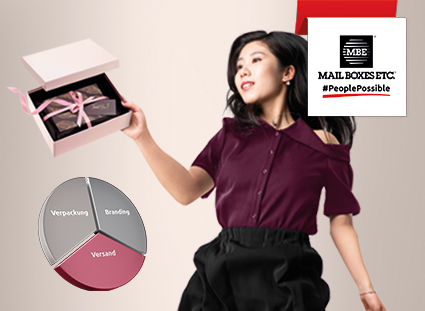 MBE
MAIL BOXES ETC.
#PeoplePossible
Verpackung
Branding
Versand